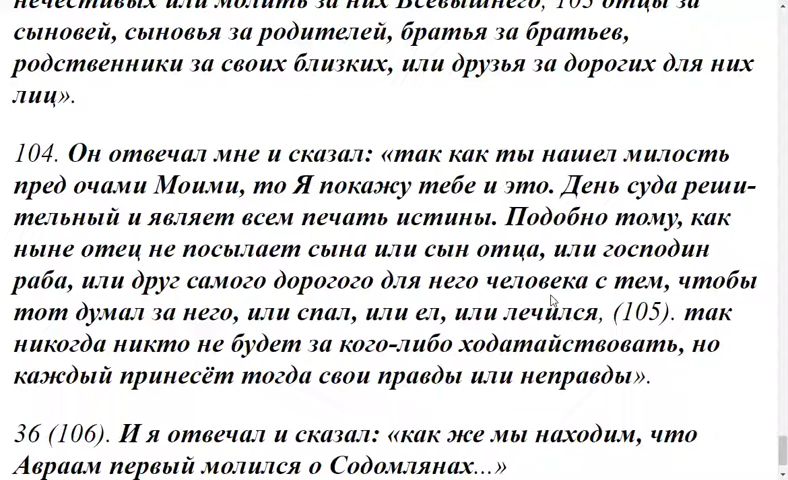 нечестивых или молить за них Всевышнего, 103 отцы за
сыновей, сыновья за родителей, братья за братьев,
родственники за своих близких, или друзья за дорогих для них
лиц».
104. Он отвечал мне и сказал: «так как ты нашел милость
пред очами Моими, то Я покажу тебе и это. День суда реши-
тельный и являет всем печать истины. Подобно тому, как
ныне отец не посылает сына или сын отца, или господин
раба, или друг самого дорогого для него человека с тем, чтобы
тот думал за него, или спал, или ел, или лечился, (105). так
никогда никто не будет за кого-либо ходатайствовать, но
каждый принесёт тогда свои правды или неправды».
36 (106). И я отвечал и сказал: «как же мы находим, что
Авраам первый молился о Содомлянах...»